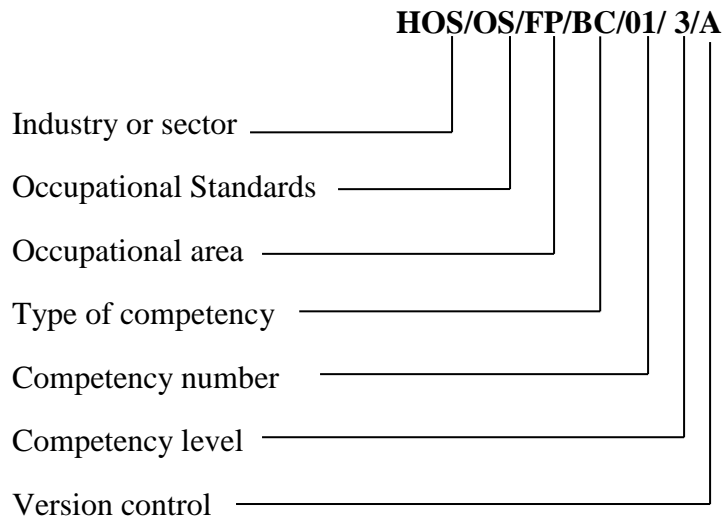 HOS/OS/FP/BC/01/ 3/A
Industry or sector
Occupational Standards
Occupational area
Type of competency
Competency number
Competency level
Version control